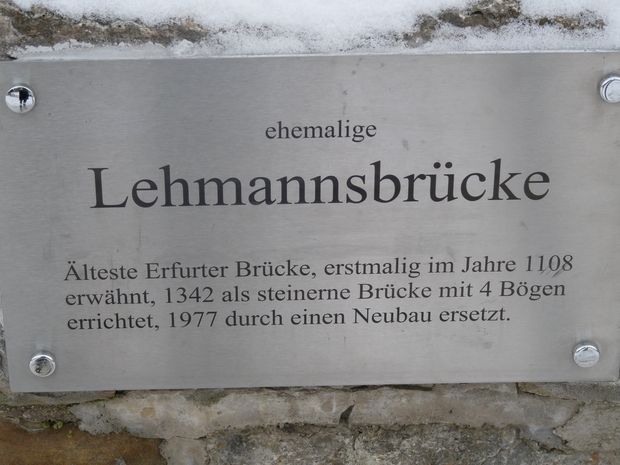 ehemalige
Lehmannsbrücke
Älteste Erfurter Brücke, erstmalig im Jahre 1108
erwähnt, 1342 als steinerne Brücke mit 4 Bögen
errichtet, 1977 durch einen Neubau ersetzt.